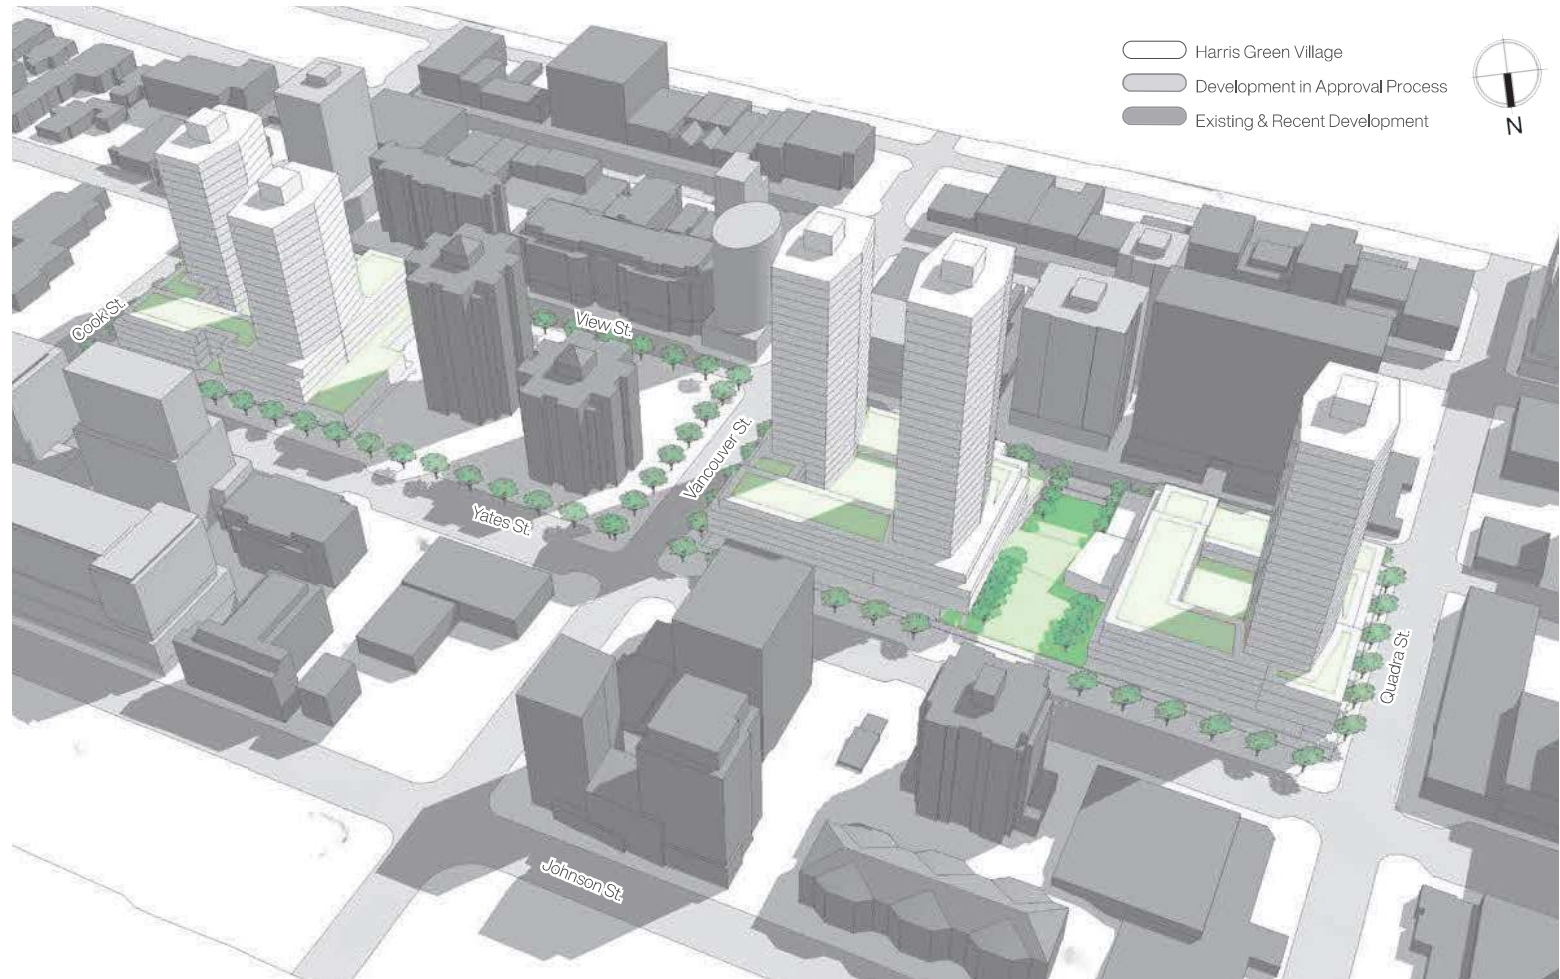 Harris Green Village
Development in Approval Process
Existing & Recent Development
N
Cook St.
View St.
Vancouver St.
Yates St.
Quadra St.
Johnson St.